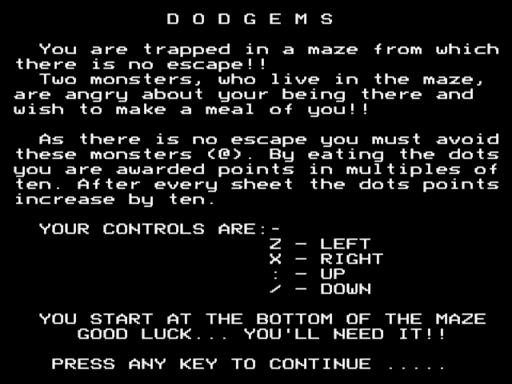 D O D G E M S
You are trapped in a maze from which
there is no escape!!
Two monsters, who live in the maze,
are angry about your being there and
wish to make a meal of you!!
As there is no escape you must avoid
these monsters (@). By eating the dots
you are awarded points in multiples of
ten. After every sheet the dots points
increase by ten.
YOUR CONTROLS ARE:-
Z - LEFT
X - RIGHT
: - UP
/ - DOWN
YOU START AT THE BOTTOM OF THE MAZE
GOOD LUCK... YOU'LL NEED IT!!
PRESS ANY KEY TO CONTINUE .....